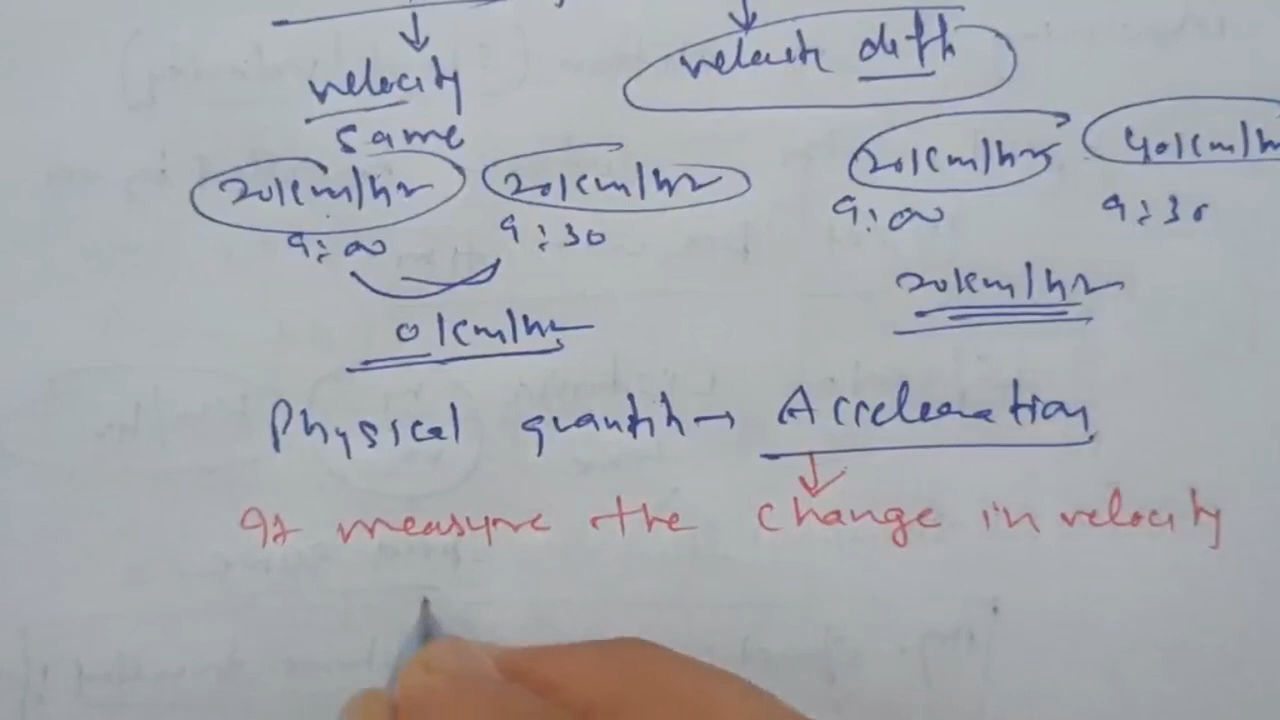 velocity velocity diff
same
20km/hr 20km/hr 20km/hr 40km/h
9:00 9:30 9:00 9:30
0km/hr 20km/hr
Physical quantity → Acceleration
It measure the change in velocity